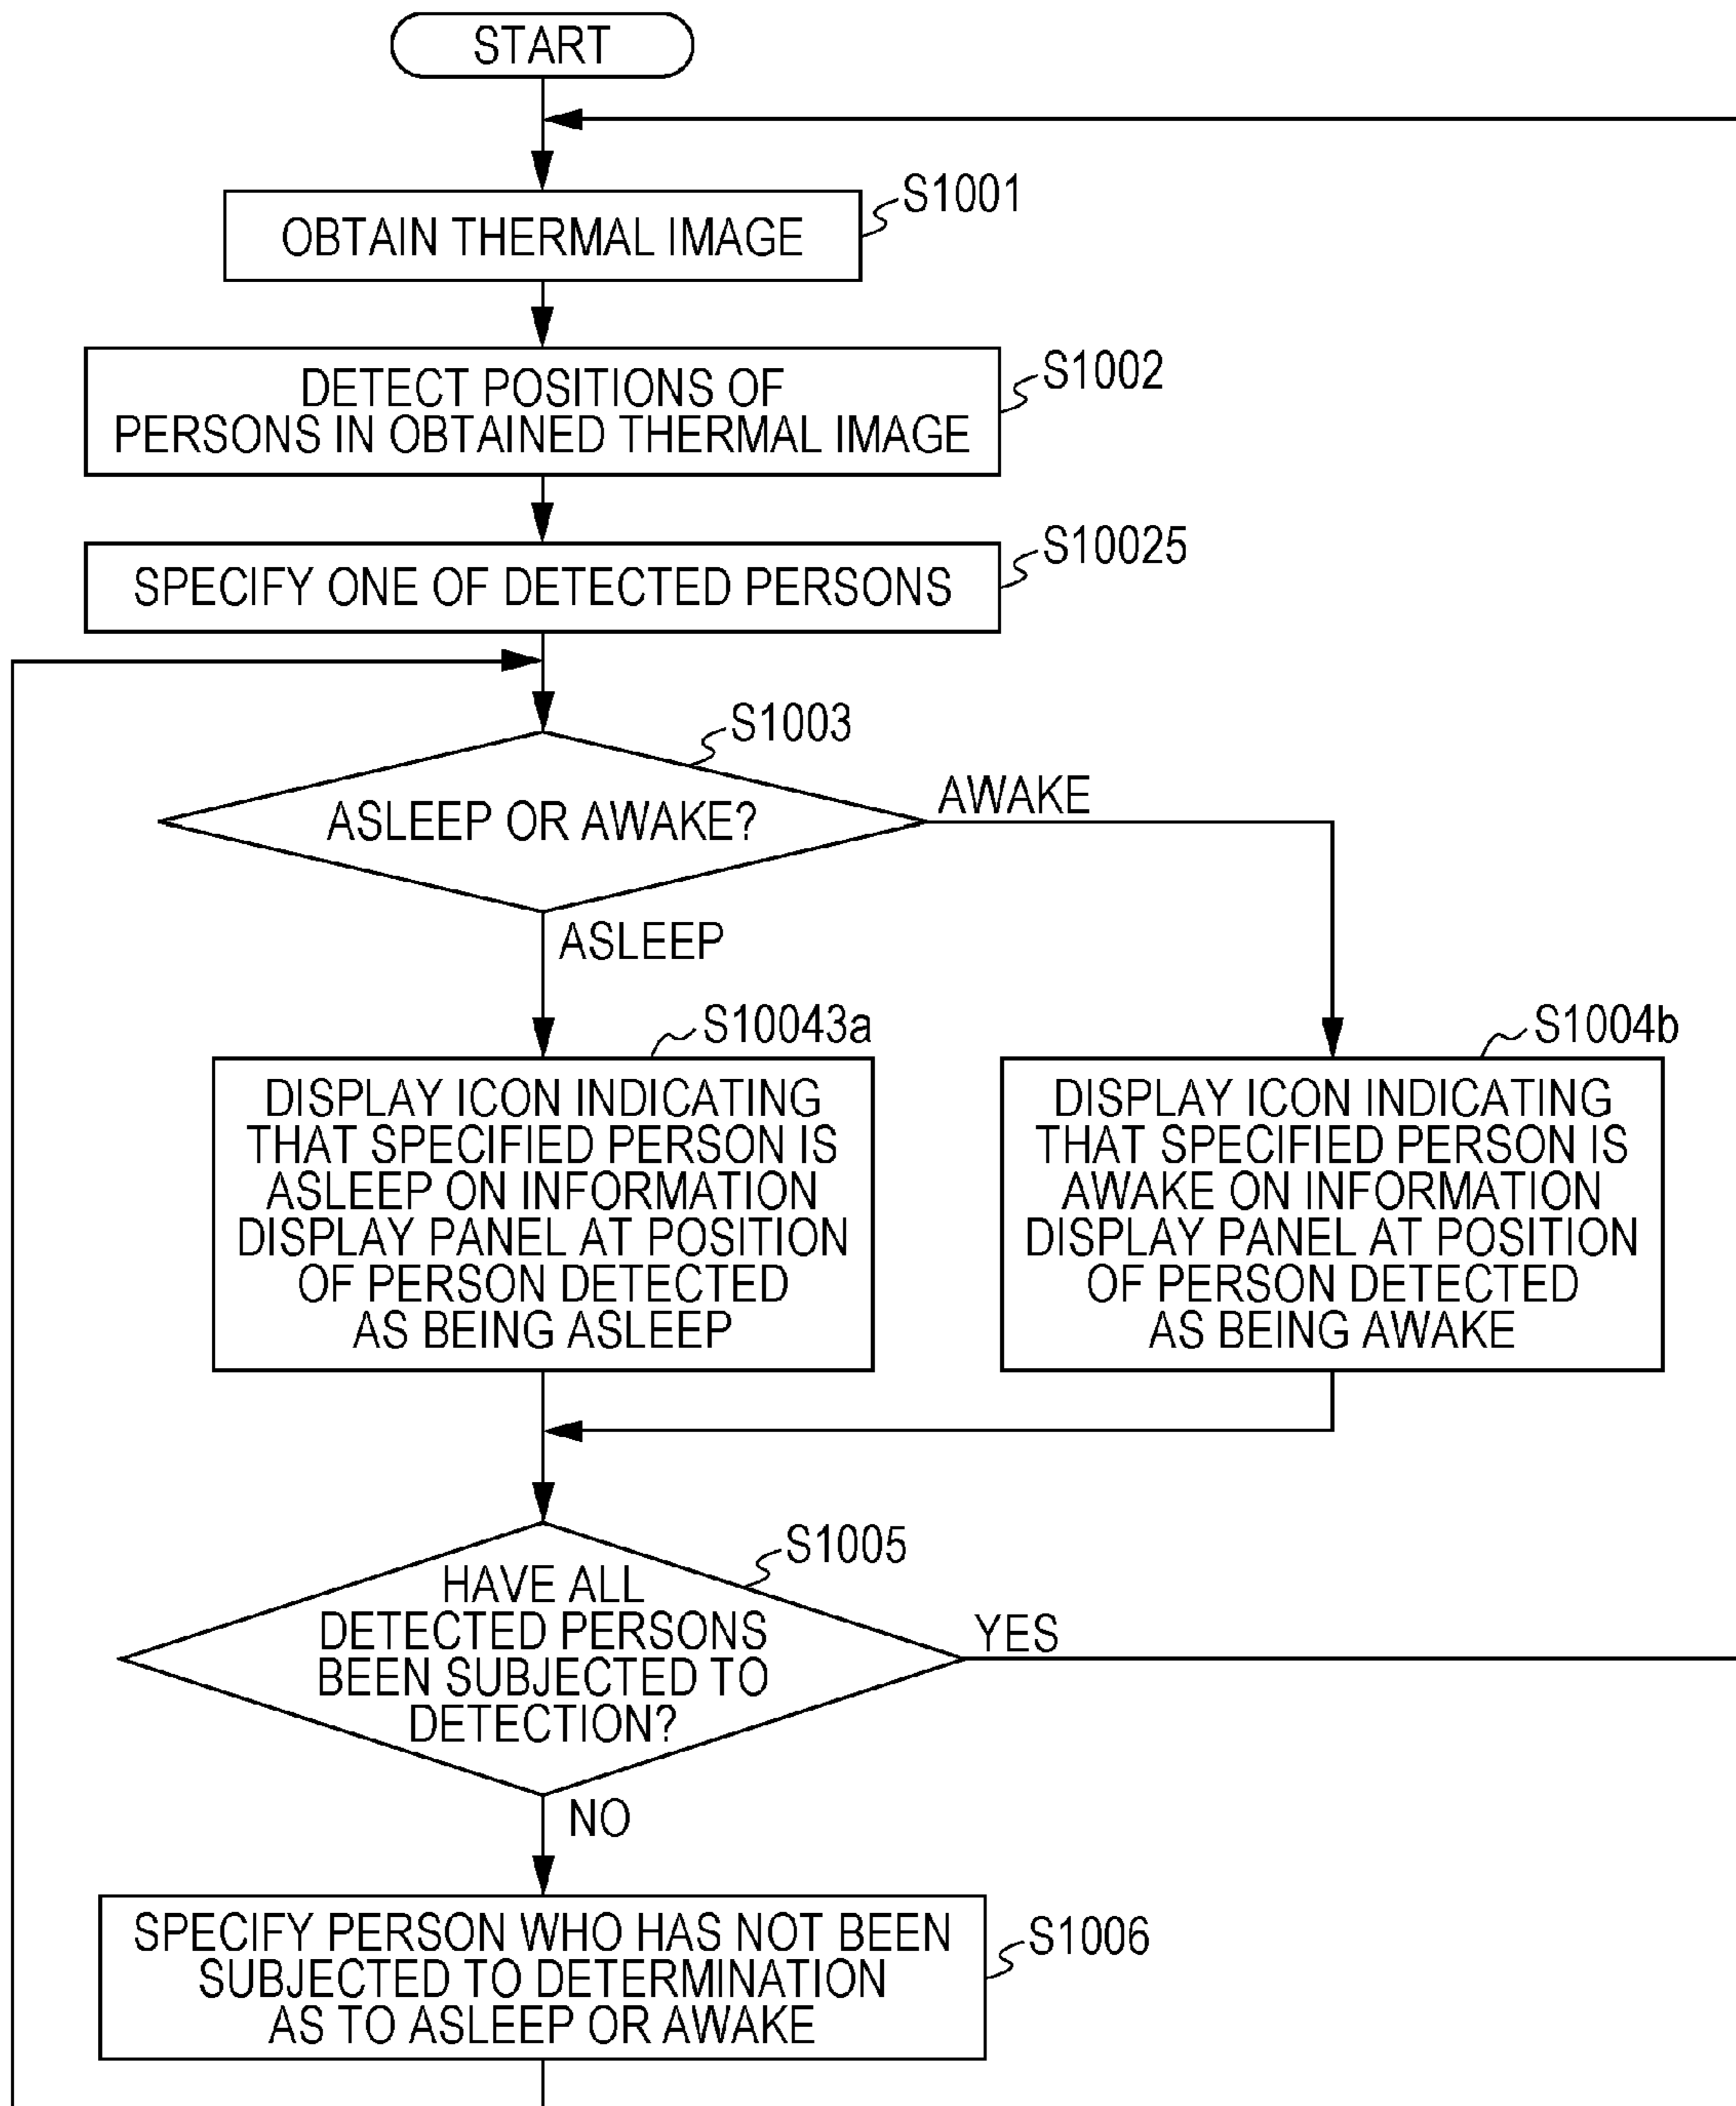 START
OBTAIN THERMAL IMAGE
S1001
DETECT POSITIONS OF
PERSONS IN OBTAINED THERMAL IMAGE
S1002
SPECIFY ONE OF DETECTED PERSONS
S10025
ASLEEP OR AWAKE?
S1003
AWAKE
ASLEEP
S10043a
DISPLAY ICON INDICATING
THAT SPECIFIED PERSON IS
ASLEEP ON INFORMATION
DISPLAY PANEL AT POSITION
OF PERSON DETECTED
AS BEING ASLEEP
S1004b
DISPLAY ICON INDICATING
THAT SPECIFIED PERSON IS
AWAKE ON INFORMATION
DISPLAY PANEL AT POSITION
OF PERSON DETECTED
AS BEING AWAKE
S1005
HAVE ALL
DETECTED PERSONS
BEEN SUBJECTED TO
DETECTION?
YES
NO
SPECIFY PERSON WHO HAS NOT BEEN
SUBJECTED TO DETERMINATION
AS TO ASLEEP OR AWAKE
S1006